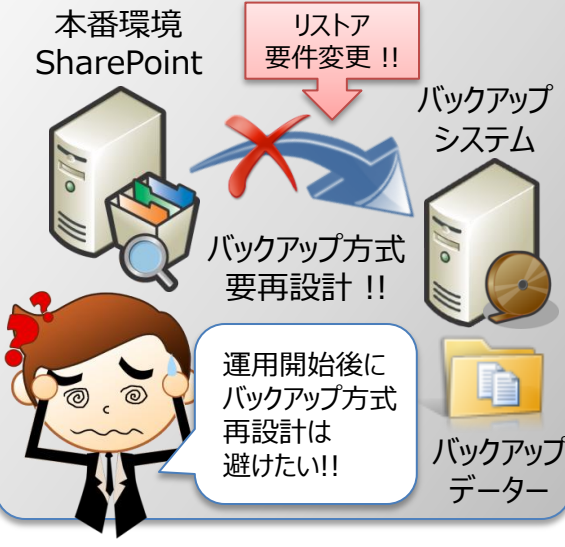 本番環境
SharePoint
リストア
要件変更 !!
バックアップ
システム
バックアップ方式
要再設計 !!
運用開始後に
バックアップ方式
再設計は
避けたい!!
バックアップ
データー